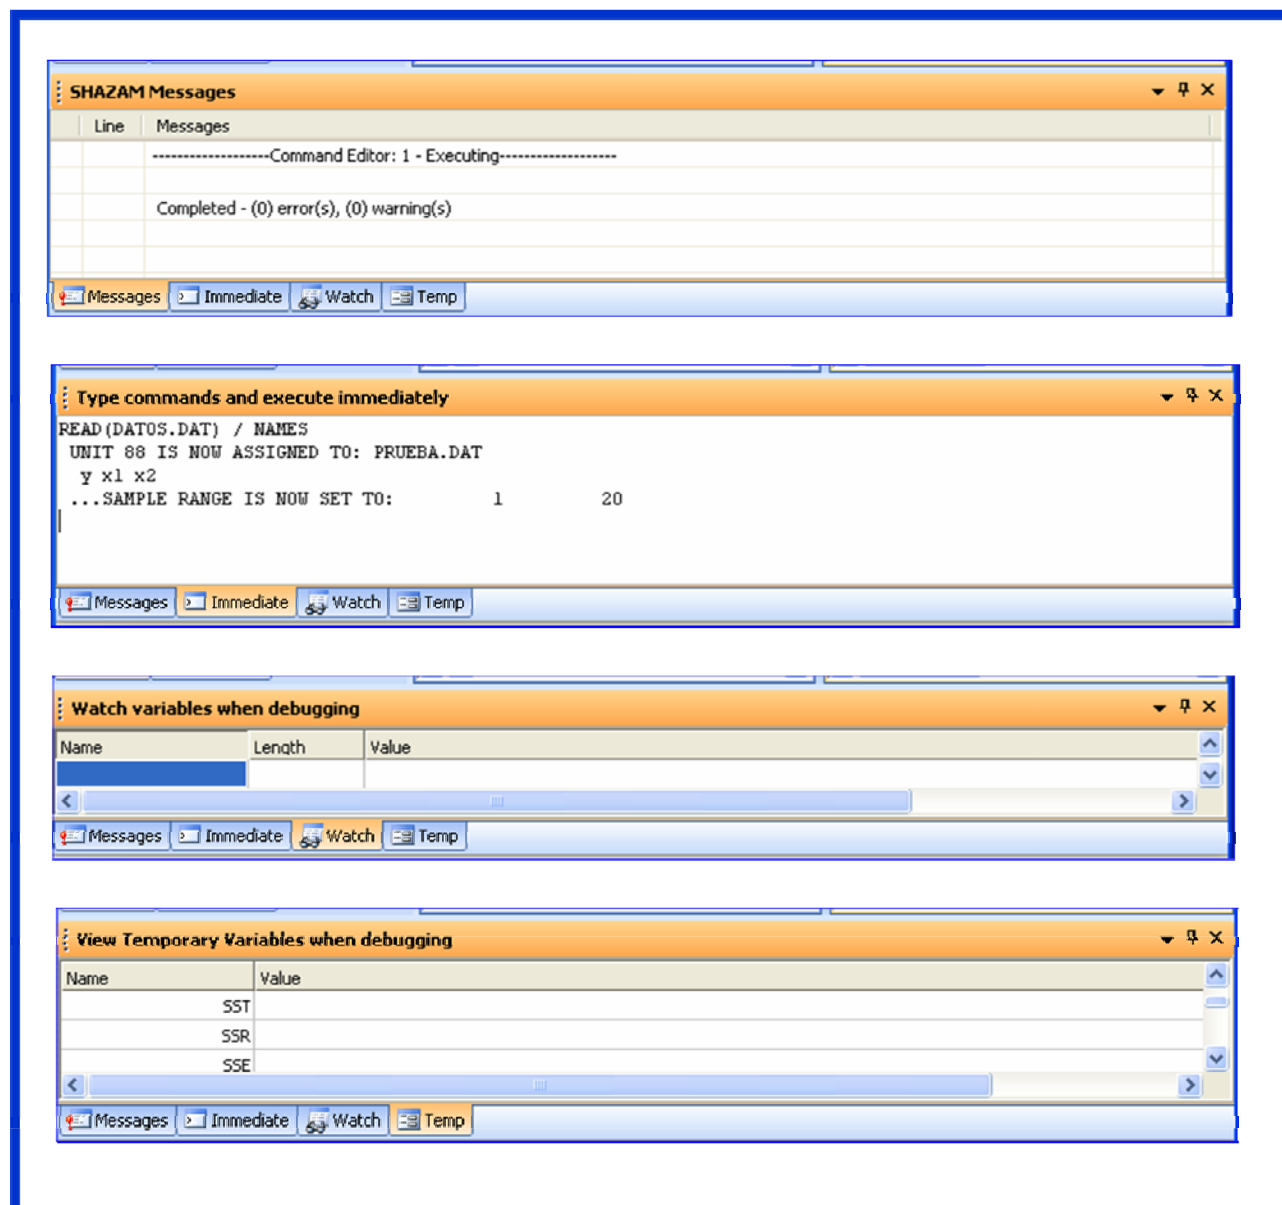 SHAZAM Messages
Line Messages
-------------------Command Editor: 1 - Executing-------------------
Completed - (0) error(s), (0) warning(s)
Messages Immediate Watch Temp
Type commands and execute immediately
READ(DATOS.DAT) / NAMES
UNIT 88 IS NOW ASSIGNED TO: PRUEBA.DAT
y x1 x2
...SAMPLE RANGE IS NOW SET TO: 1 20
Messages Immediate Watch Temp
Watch variables when debugging
Name Length Value
Messages Immediate Watch Temp
View Temporary Variables when debugging
Name Value
SST
SSR
SSE
Messages Immediate Watch Temp